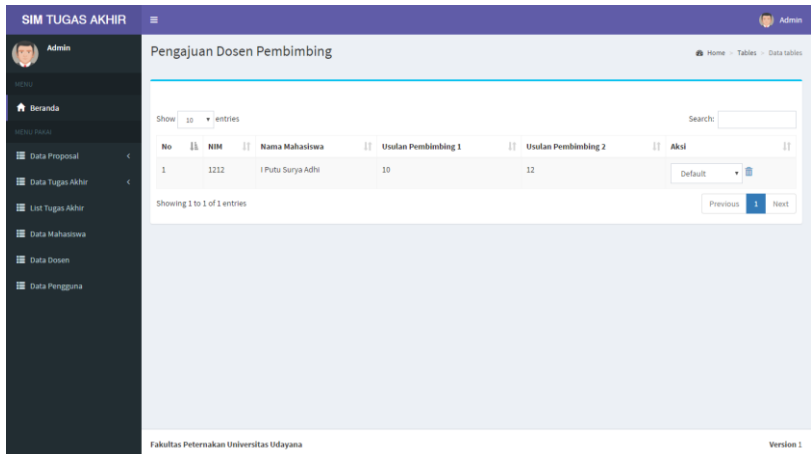 SIM TUGAS AKHIR
Admin
Admin
Pengajuan Dosen Pembimbing
Home > Tables > Data tables
MENU
Beranda
MENU PAKAI
Data Proposal
Data Tugas Akhir
List Tugas Akhir
Data Mahasiswa
Data Dosen
Data Pengguna
Show 10 entries
Search:
No NIM Nama Mahasiswa Usulan Pembimbing 1 Usulan Pembimbing 2 Aksi
1 1212 I Putu Surya Adhi 10 12 Default
Showing 1 to 1 of 1 entries
Previous 1 Next
Fakultas Peternakan Universitas Udayana
Version 1